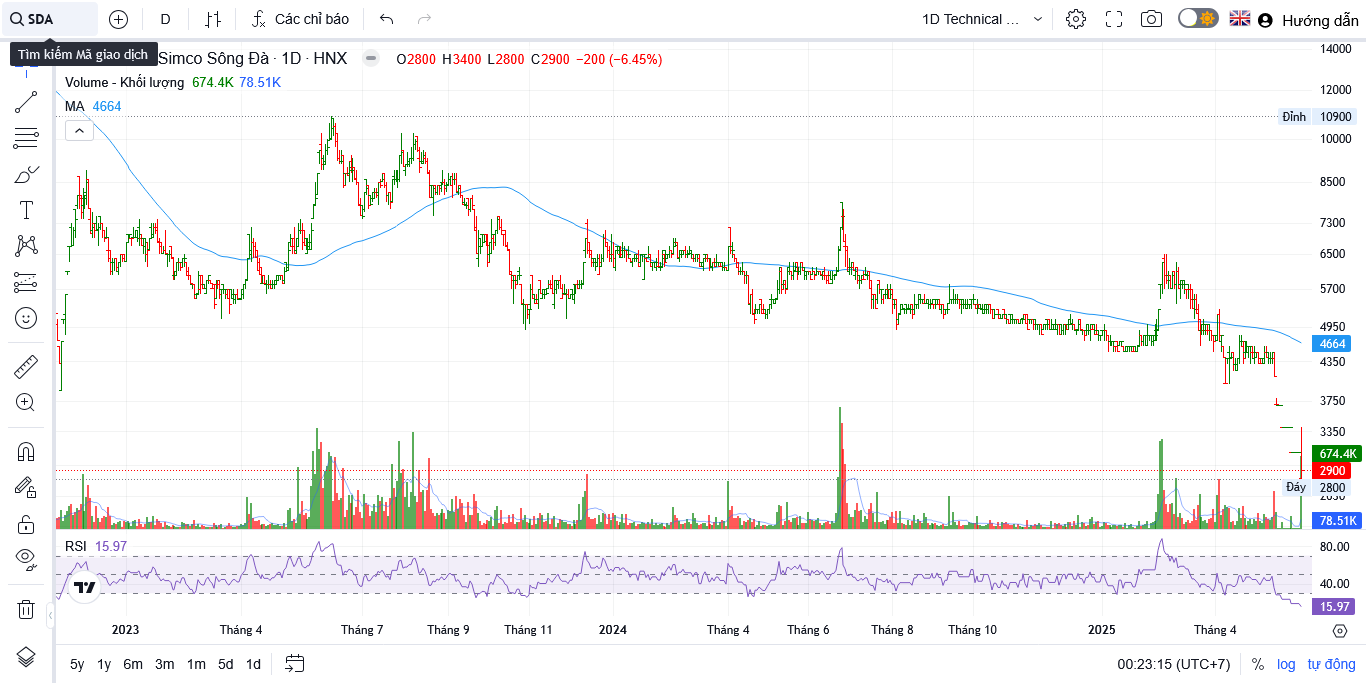 SDA
D
Các chỉ báo
1D Technical ...
Hướng dẫn
Tìm kiếm Mã giao dịch
Simco Sông Đà · 1D · HNX
O2800 H3400 L2800 C2900 −200 (−6.45%)
Volume - Khối lượng 674.4K 78.51K
MA 4664
14000
12000
Đỉnh 10900
10000
8500
7300
6500
5700
4950
4664
4350
3750
3350
674.4K
2900
Đáy 2800
78.51K
RSI 15.97
80.00
40.00
15.97
2023 Tháng 4 Tháng 7 Tháng 9 Tháng 11 2024 Tháng 4 Tháng 6 Tháng 8 Tháng 10 2025 Tháng 4
5y 1y 6m 3m 1m 5d 1d
00:23:15 (UTC+7) % log tự động